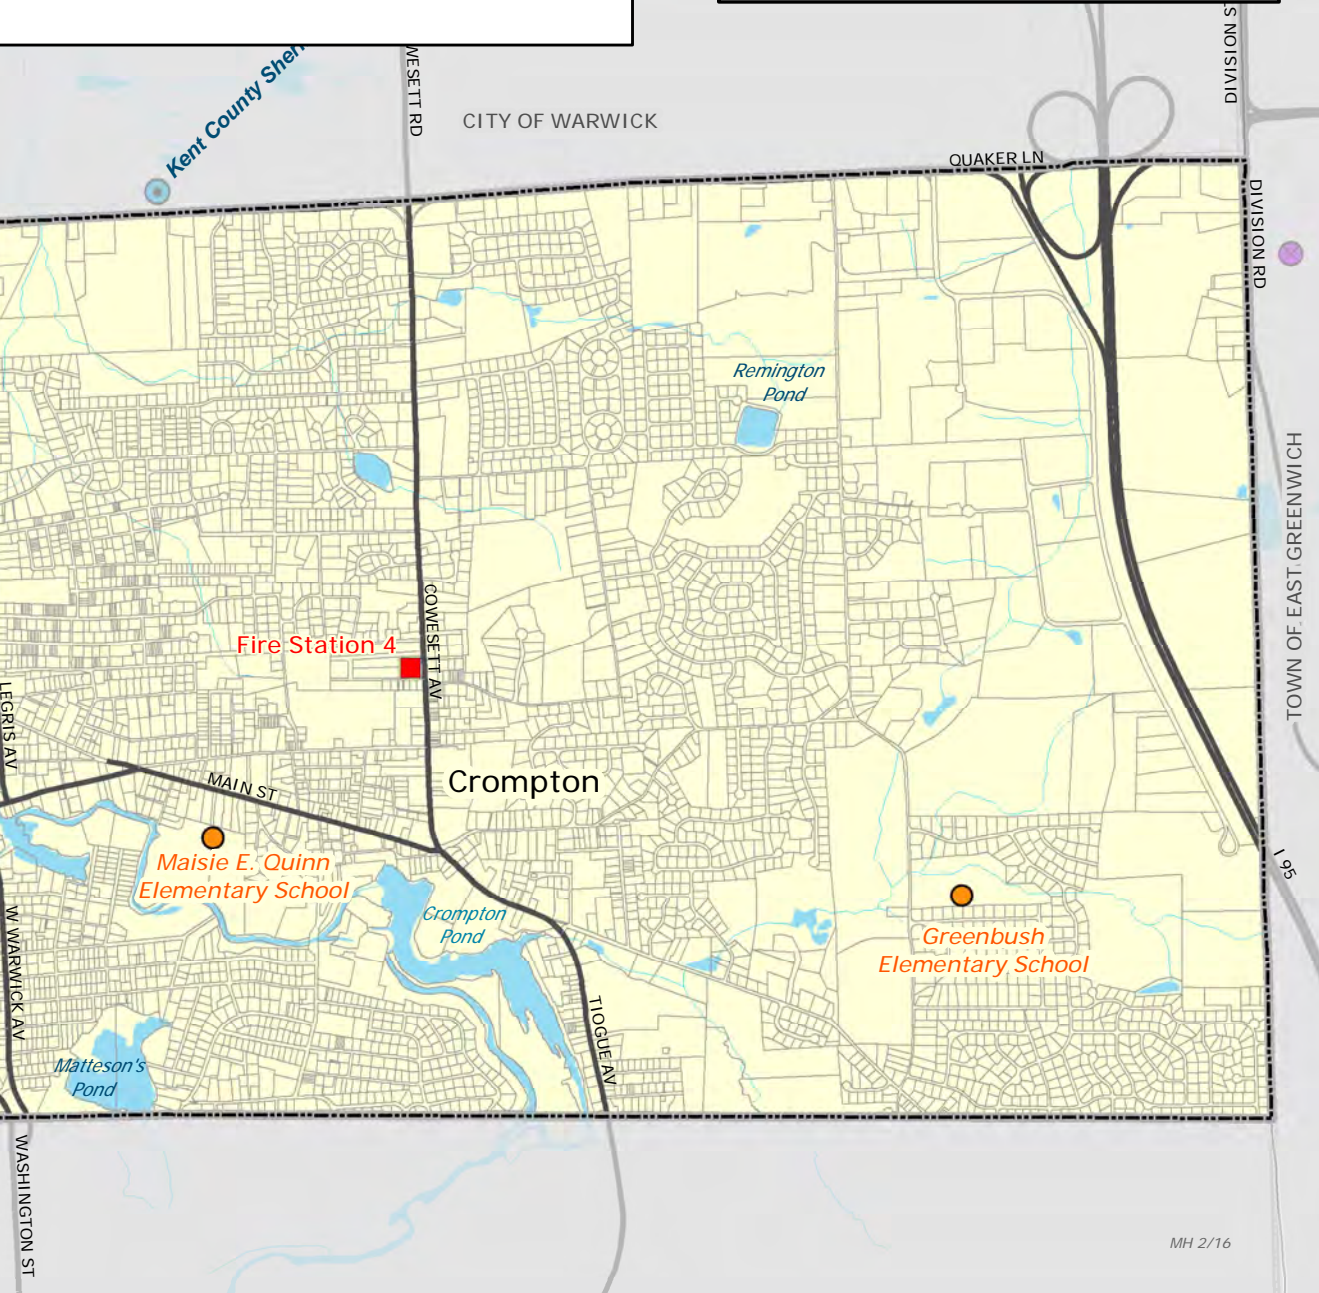 Kent County
WESETT RD
CITY OF WARWICK
DIVISION
QUAKER LN
DIVISION RD
Remington
Pond
TOWN OF EAST GREENWICH
COWESETT AV
Fire Station 4
LEGRIS AV
MAIN ST
Crompton
Maisie E. Quinn
Elementary School
I 95
W WARWICK AV
Crompton
Pond
Greenbush
Elementary School
TIOGUE AV
Matteson's
Pond
WASHINGTON ST
MH 2/16